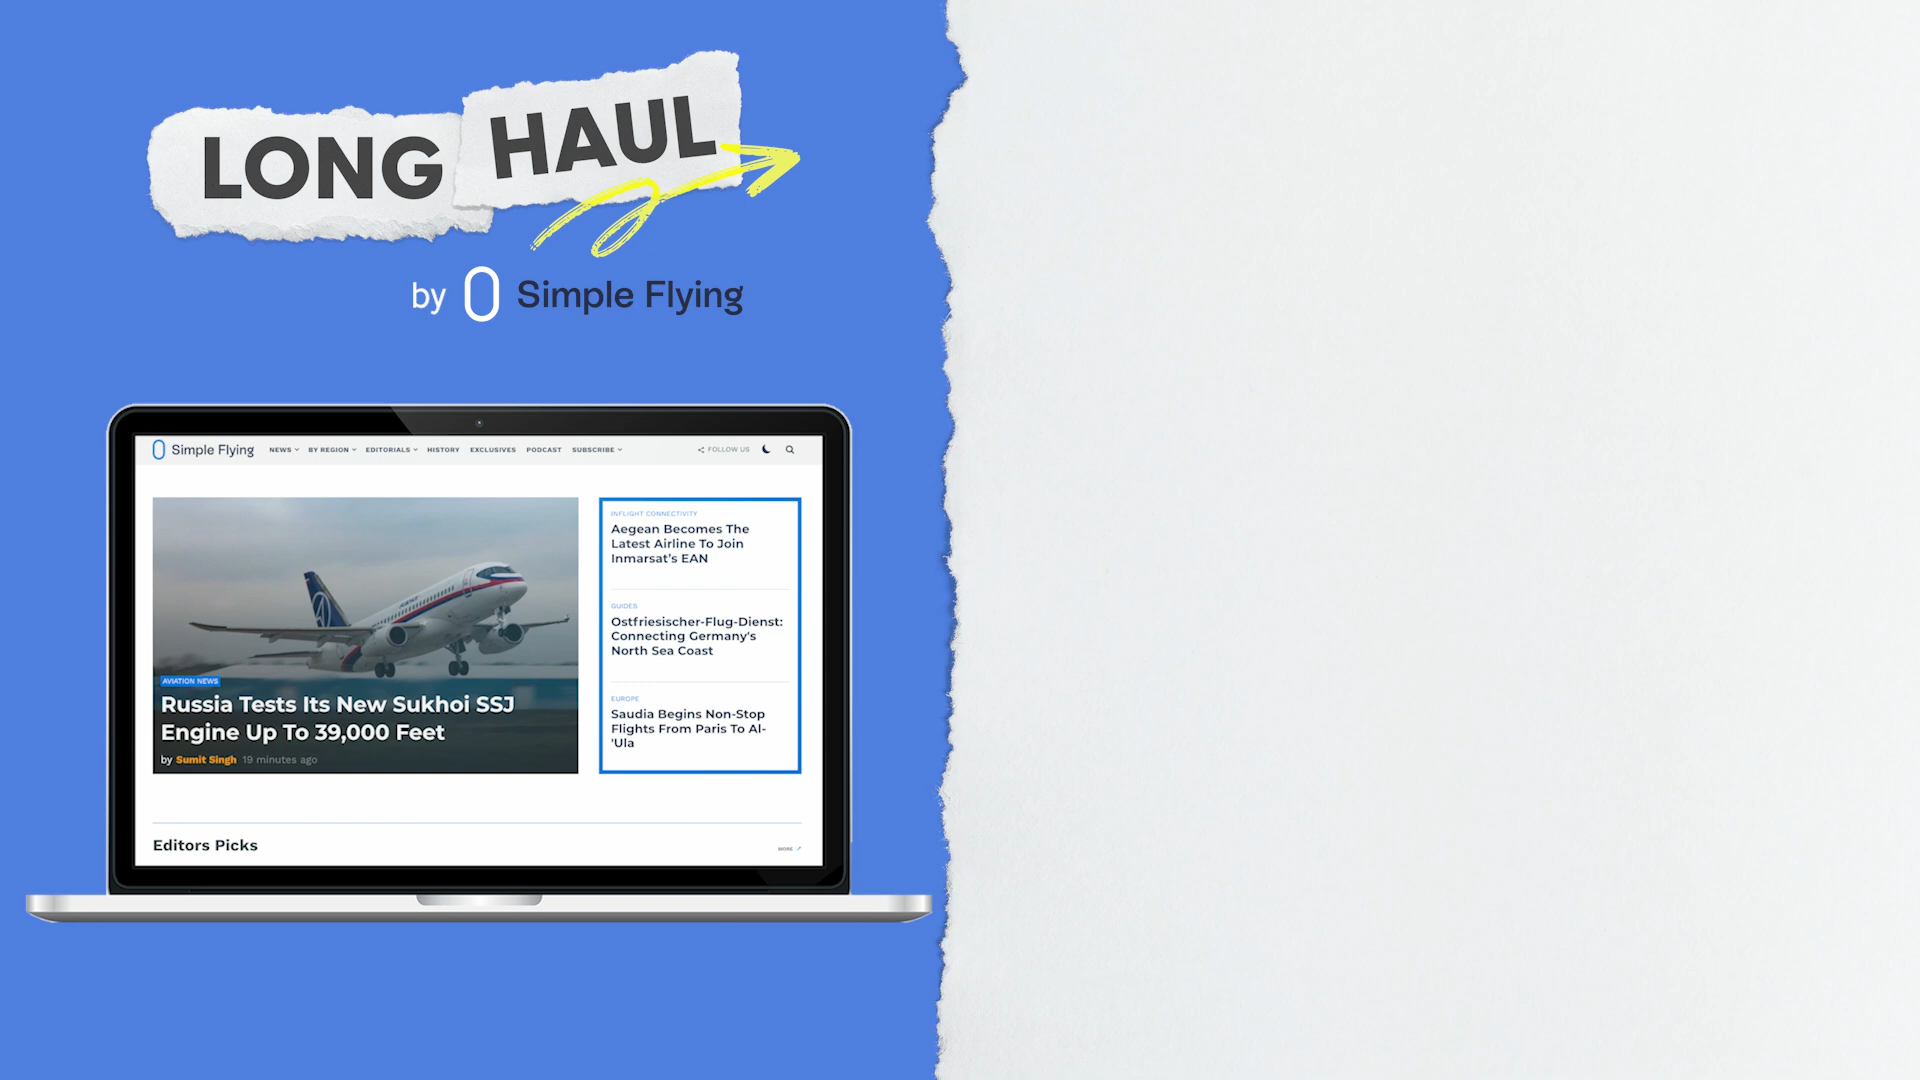 LONG HAUL
by Simple Flying
Simple Flying NEWS BY REGION EDITORIALS HISTORY EXCLUSIVES PODCAST SUBSCRIBE FOLLOW US
AVIATION NEWS
Russia Tests Its New Sukhoi SSJ
Engine Up To 39,000 Feet
by Sumit Singh 19 minutes ago
INFLIGHT CONNECTIVITY
Aegean Becomes The
Latest Airline To Join
Inmarsat's EAN
GUIDES
Ostfriesischer-Flug-Dienst:
Connecting Germany's
North Sea Coast
EUROPE
Saudia Begins Non-Stop
Flights From Paris To Al-
'Ula
Editors Picks
MORE